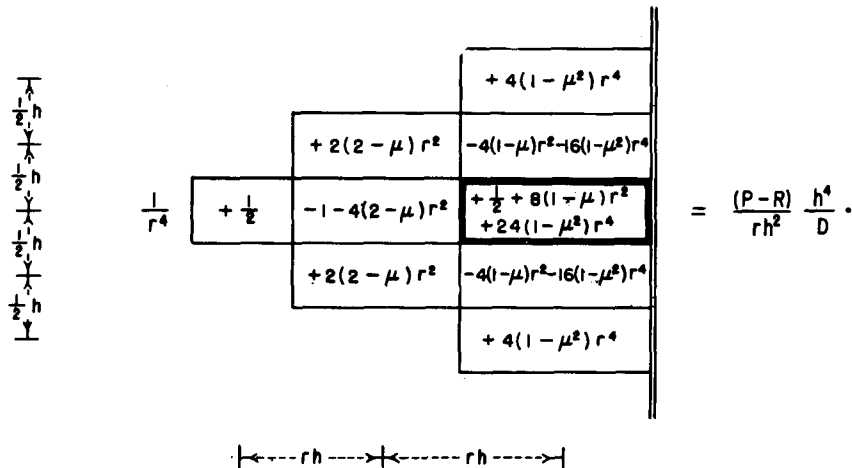 + 4(1 - μ²) r⁴
+ 2(2 - μ) r² -4(1-μ)r²-16(1-μ²)r⁴
1/r⁴ + 1/2 -1-4(2-μ)r² + 1/2 + 8(1-μ)r² = (P-R)/rh² h⁴/D .
+24(1-μ²)r⁴
+2(2-μ)r² -4(1-μ)r²-16(1-μ²)r⁴
+ 4(1-μ²)r⁴
1/2 h
1/2 h
1/2 h
1/2 h
rh rh